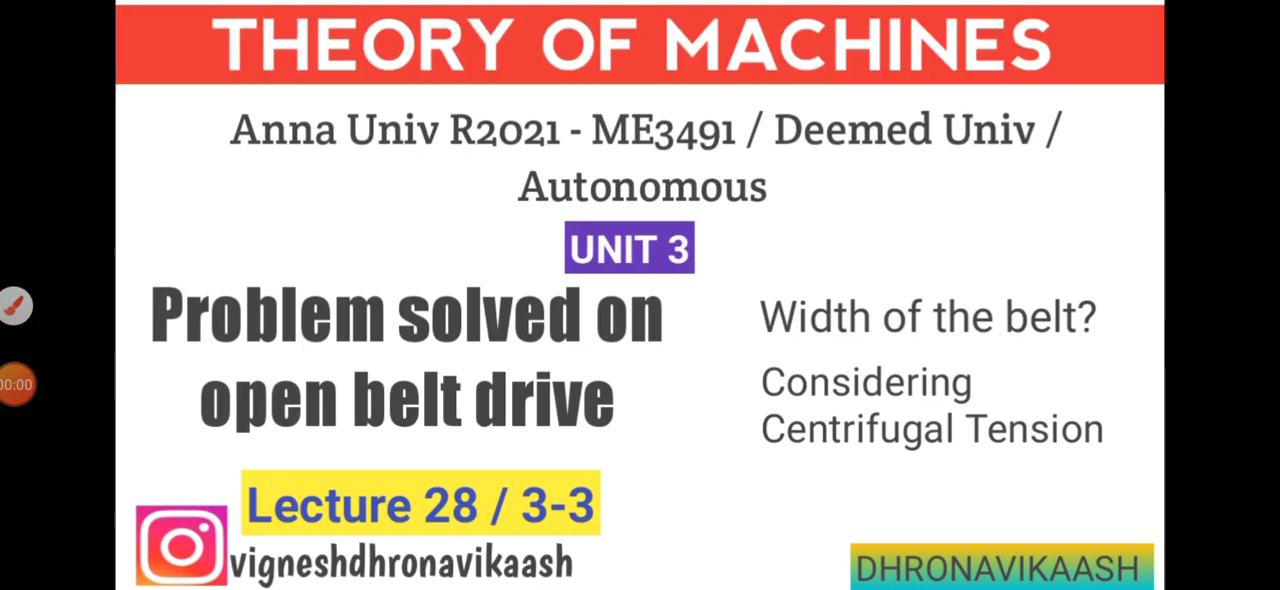 THEORY OF MACHINES
Anna Univ R2021 - ME3491 / Deemed Univ /
Autonomous
UNIT 3
Problem solved on
open belt drive
Width of the belt?
Considering
Centrifugal Tension
Lecture 28 / 3-3
vigneshdhronavikaash
DHRONAVIKAASH
00:00